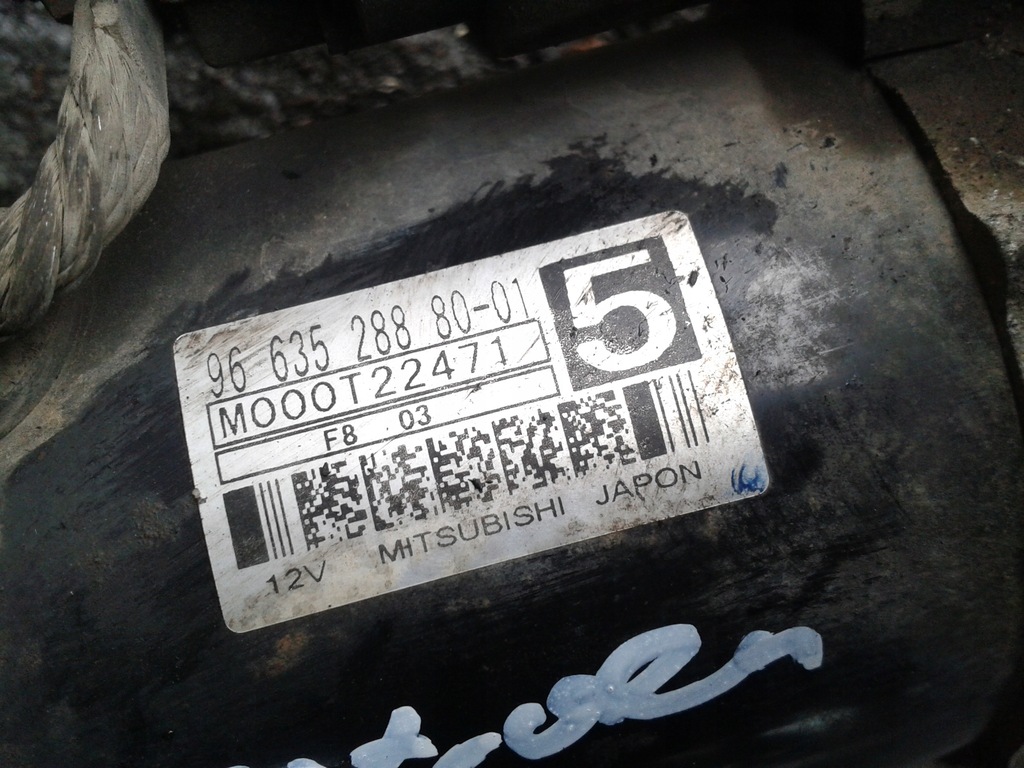 96 635 288 80-01
5
M000T22471
F8 03
12V MITSUBISHI JAPON